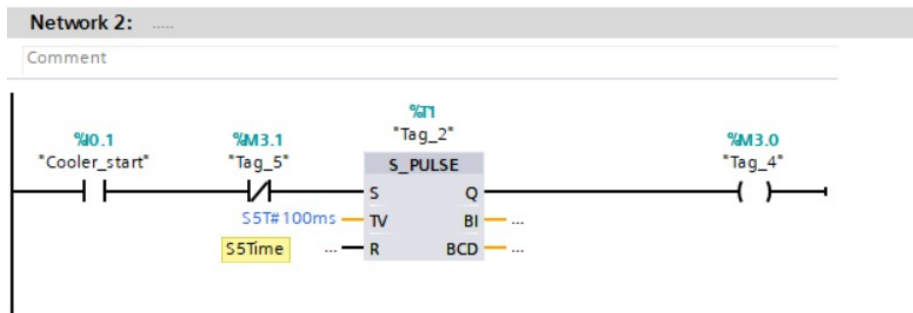 Network 2: .....
Comment
%T1
"Tag_2"
%I0.1
"Cooler_start"
%M3.1
"Tag_5"
%M3.0
"Tag_4"
S_PULSE
S Q
S5T#100ms TV BI ...
S5Time ... R BCD ...